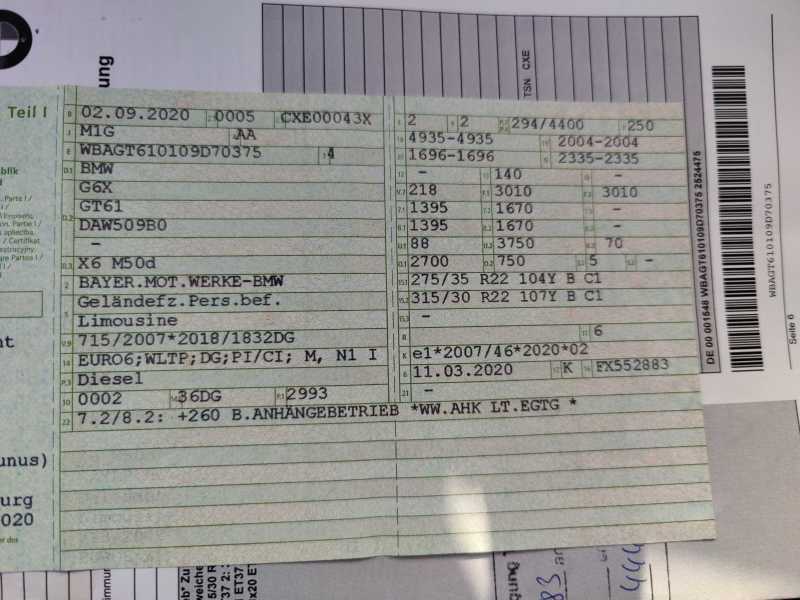 Teil I
02.09.2020 0005 CXE00043X
M1G AA
WBAGT610109D70375 4
BMW
G6X
GT61
DAW509B0
–
X6 M50d
BAYER.MOT.WERKE-BMW
Geländefz.Pers.bef.
Limousine
715/2007*2018/1832DG
EURO6;WLTP;DG;PI/CI; M, N1 I
Diesel
0002 36DG 2993
7.2/8.2: +260 B.ANHÄNGEBETRIEB *WW.AHK LT.EGTG *
2 2 294/4400 250
4935-4935 2004-2004
1696-1696 2335-2335
– 140 –
218 3010 3010
1395 1670 –
1395 1670 –
88 3750 70
2700 750 5 –
275/35 R22 104Y B C1
315/30 R22 107Y B C1
–
6
e1*2007/46*2020*02
11.03.2020 K FX552883
–
unus)
urg
020
ung
TSN CXE
DE 00 001548 WBAGT610109D70375 2524475
WBAGT610109D70375
Seite 6